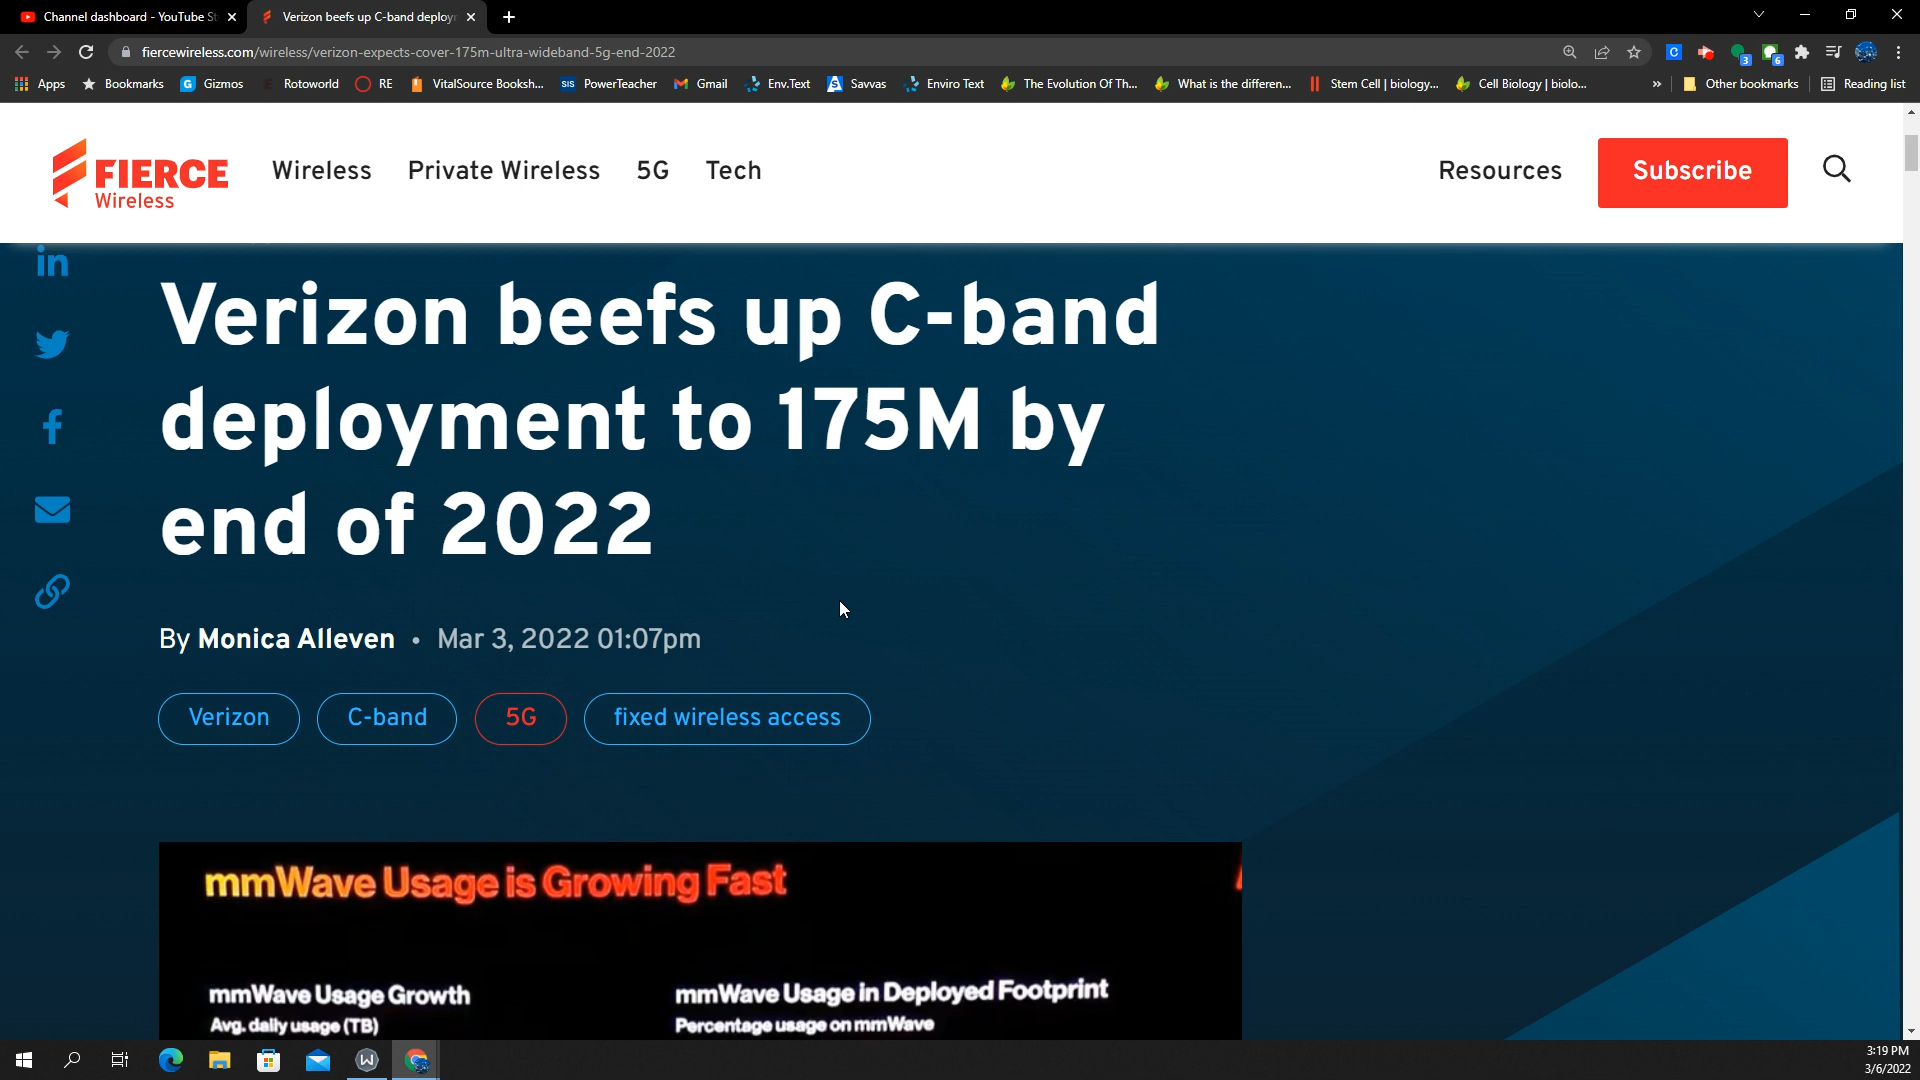 Channel dashboard - YouTube St
Verizon beefs up C-band deploy
fiercewireless.com/wireless/verizon-expects-cover-175m-ultra-wideband-5g-end-2022
Apps Bookmarks Gizmos Rotoworld RE VitalSource Booksh... SIS PowerTeacher Gmail Env.Text Savvas Enviro Text The Evolution Of Th... What is the differen... Stem Cell | biology... Cell Biology | biolo... » Other bookmarks Reading list
FIERCE
Wireless
Wireless Private Wireless 5G Tech Resources Subscribe
Verizon beefs up C-band
deployment to 175M by
end of 2022
By Monica Alleven • Mar 3, 2022 01:07pm
Verizon C-band 5G fixed wireless access
mmWave Usage is Growing Fast
mmWave Usage Growth
Avg. daily usage (TB)
mmWave Usage in Deployed Footprint
Percentage usage on mmWave
3:19 PM
3/6/2022